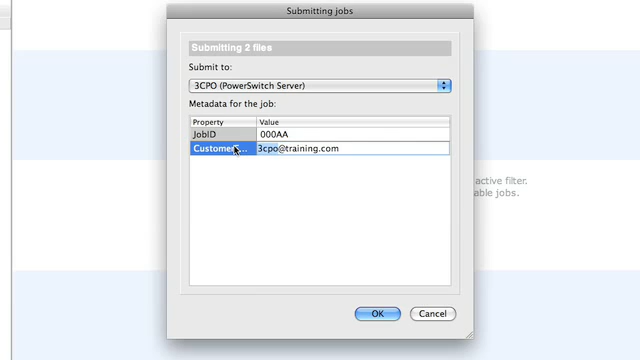 Submitting jobs
Submitting 2 files
Submit to:
3CPO (PowerSwitch Server)
Metadata for the job:
Property Value
JobID 000AA
Custome... 3cpo@training.com
active filter.
able jobs.
OK Cancel